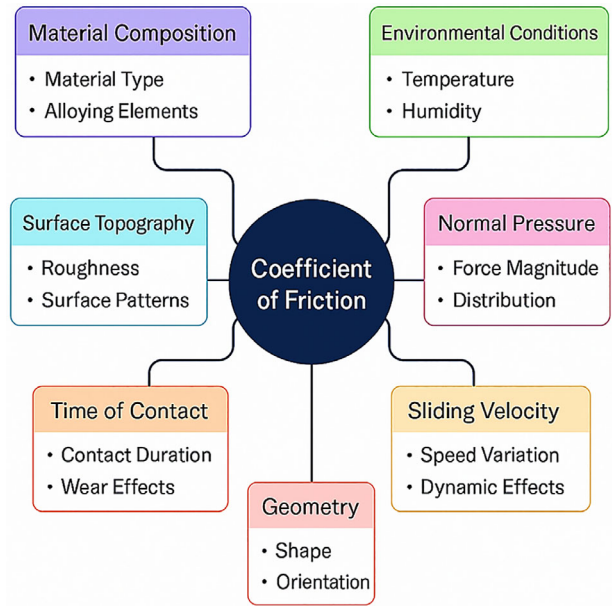 Material Composition
• Material Type
• Alloying Elements
Environmental Conditions
• Temperature
• Humidity
Surface Topography
• Roughness
• Surface Patterns
Coefficient
of Friction
Normal Pressure
• Force Magnitude
• Distribution
Time of Contact
• Contact Duration
• Wear Effects
Sliding Velocity
• Speed Variation
• Dynamic Effects
Geometry
• Shape
• Orientation